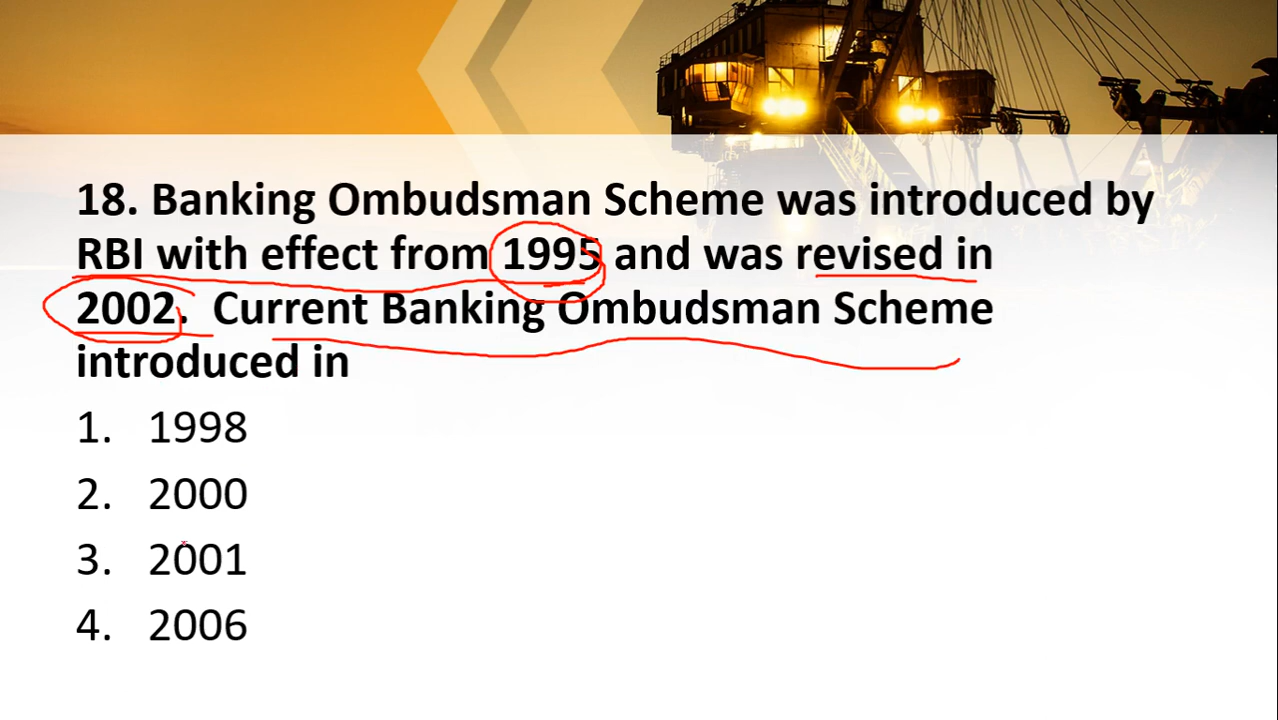 18. Banking Ombudsman Scheme was introduced by
RBI with effect from 1995 and was revised in
2002. Current Banking Ombudsman Scheme
introduced in
1. 1998
2. 2000
3. 2001
4. 2006